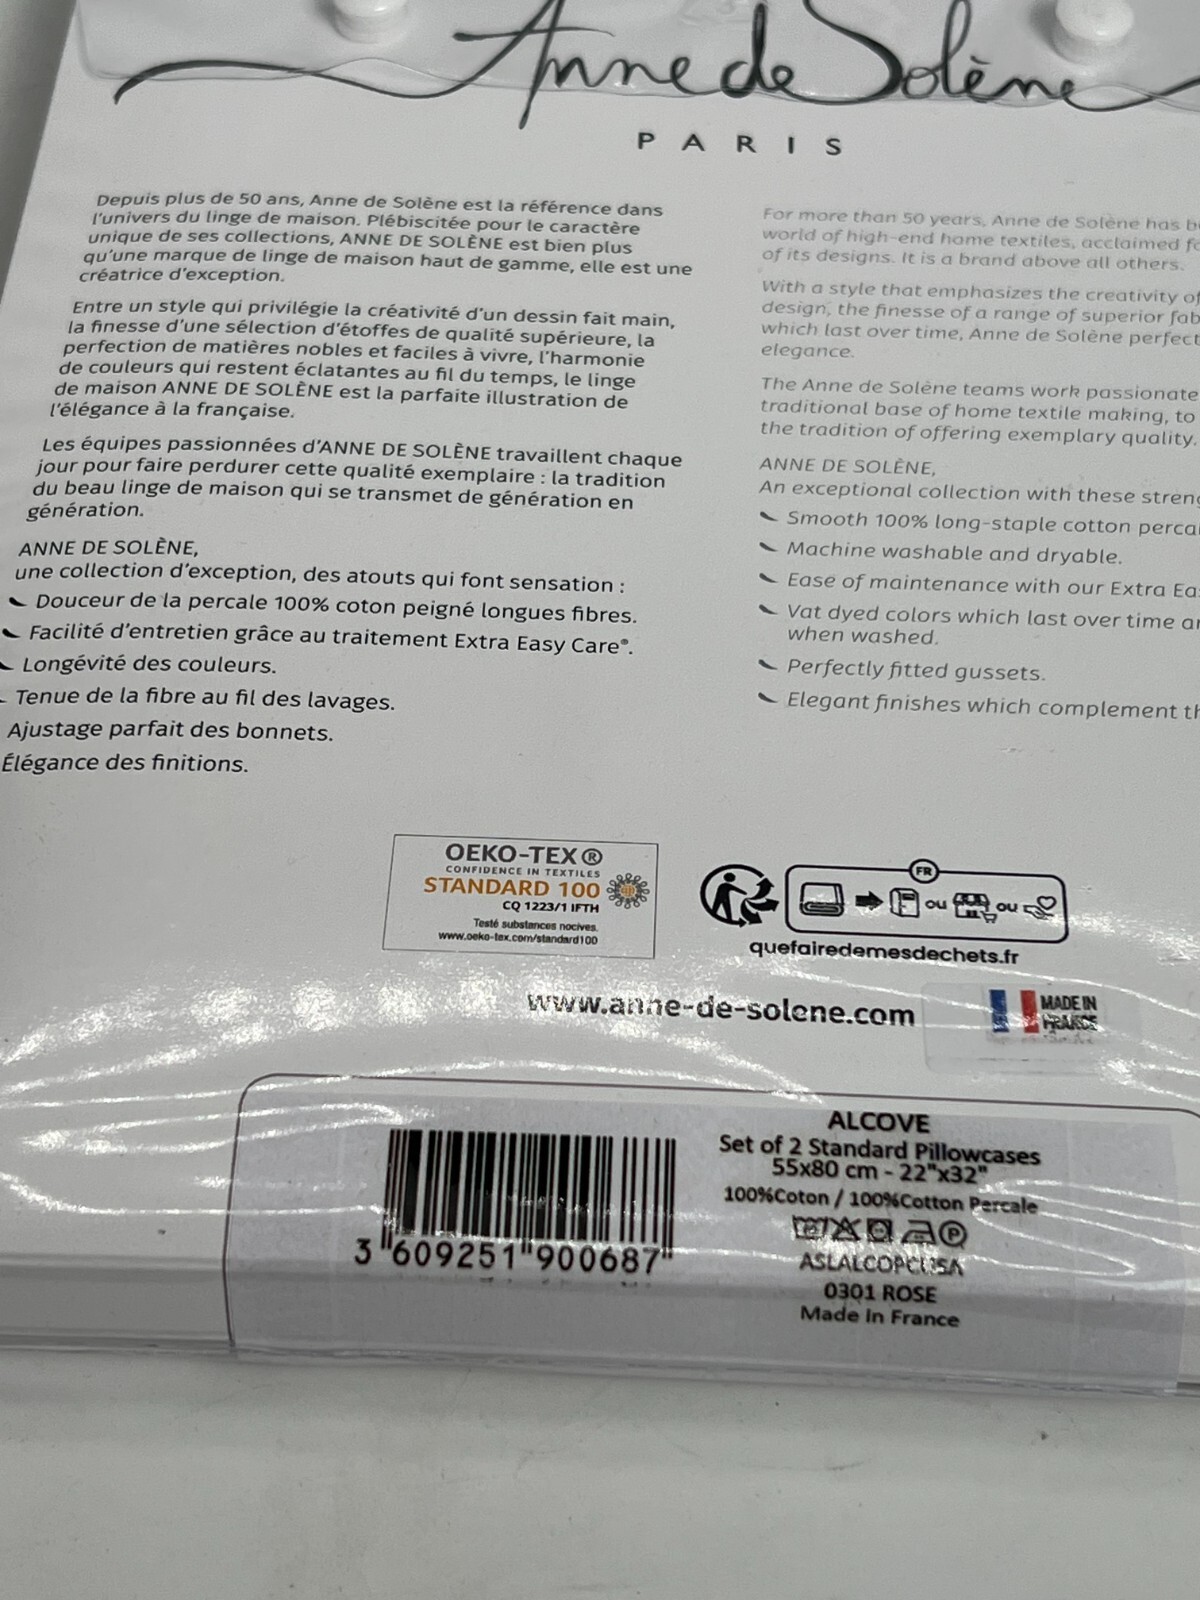 Anne de Solène
PARIS
Depuis plus de 50 ans, Anne de Solène est la référence dans
l'univers du linge de maison. Plébiscitée pour le caractère
unique de ses collections, ANNE DE SOLÈNE est bien plus
qu'une marque de linge de maison haut de gamme, elle est une
créatrice d'exception.
Entre un style qui privilégie la créativité d'un dessin fait main,
la finesse d'une sélection d'étoffes de qualité supérieure, la
perfection de matières nobles et faciles à vivre, l'harmonie
de couleurs qui restent éclatantes au fil du temps, le linge
de maison ANNE DE SOLÈNE est la parfaite illustration de
l'élégance à la française.
Les équipes passionnées d'ANNE DE SOLÈNE travaillent chaque
jour pour faire perdurer cette qualité exemplaire : la tradition
du beau linge de maison qui se transmet de génération en
génération.
ANNE DE SOLÈNE,
une collection d'exception, des atouts qui font sensation :
Douceur de la percale 100% coton peigné longues fibres.
Facilité d'entretien grâce au traitement Extra Easy Care®.
Longévité des couleurs.
Tenue de la fibre au fil des lavages.
Ajustage parfait des bonnets.
Élégance des finitions.
For more than 50 years, Anne de Solène has
world of high-end home textiles, acclaimed
of its designs. It is a brand above all others.
With a style that emphasizes the creativity of
design, the finesse of a range of superior
which last over time, Anne de Solène
elegance.
The Anne de Solène teams work
traditional base of home textile making, to
the tradition of offering exemplary quality.
ANNE DE SOLÈNE,
An exceptional collection with these
Smooth 100% long-staple cotton
Machine washable and dryable.
Ease of maintenance with our Extra
Vat dyed colors which last over time
when washed.
Perfectly fitted gussets.
Elegant finishes which complement
OEKO-TEX®
CONFIDENCE IN TEXTILES
STANDARD 100
CQ 1223/1 IFTH
Testé substances nocives.
www.oeko-tex.com/standard100
FR
ou ou
quefairedemesdechets.fr
www.anne-de-solene.com
MADE IN
FRANCE
ALCOVE
Set of 2 Standard Pillowcases
55x80 cm - 22"x32"
100%Coton / 100%Cotton Percale
P
0301 ROSE
Made In France
3 609251 900687